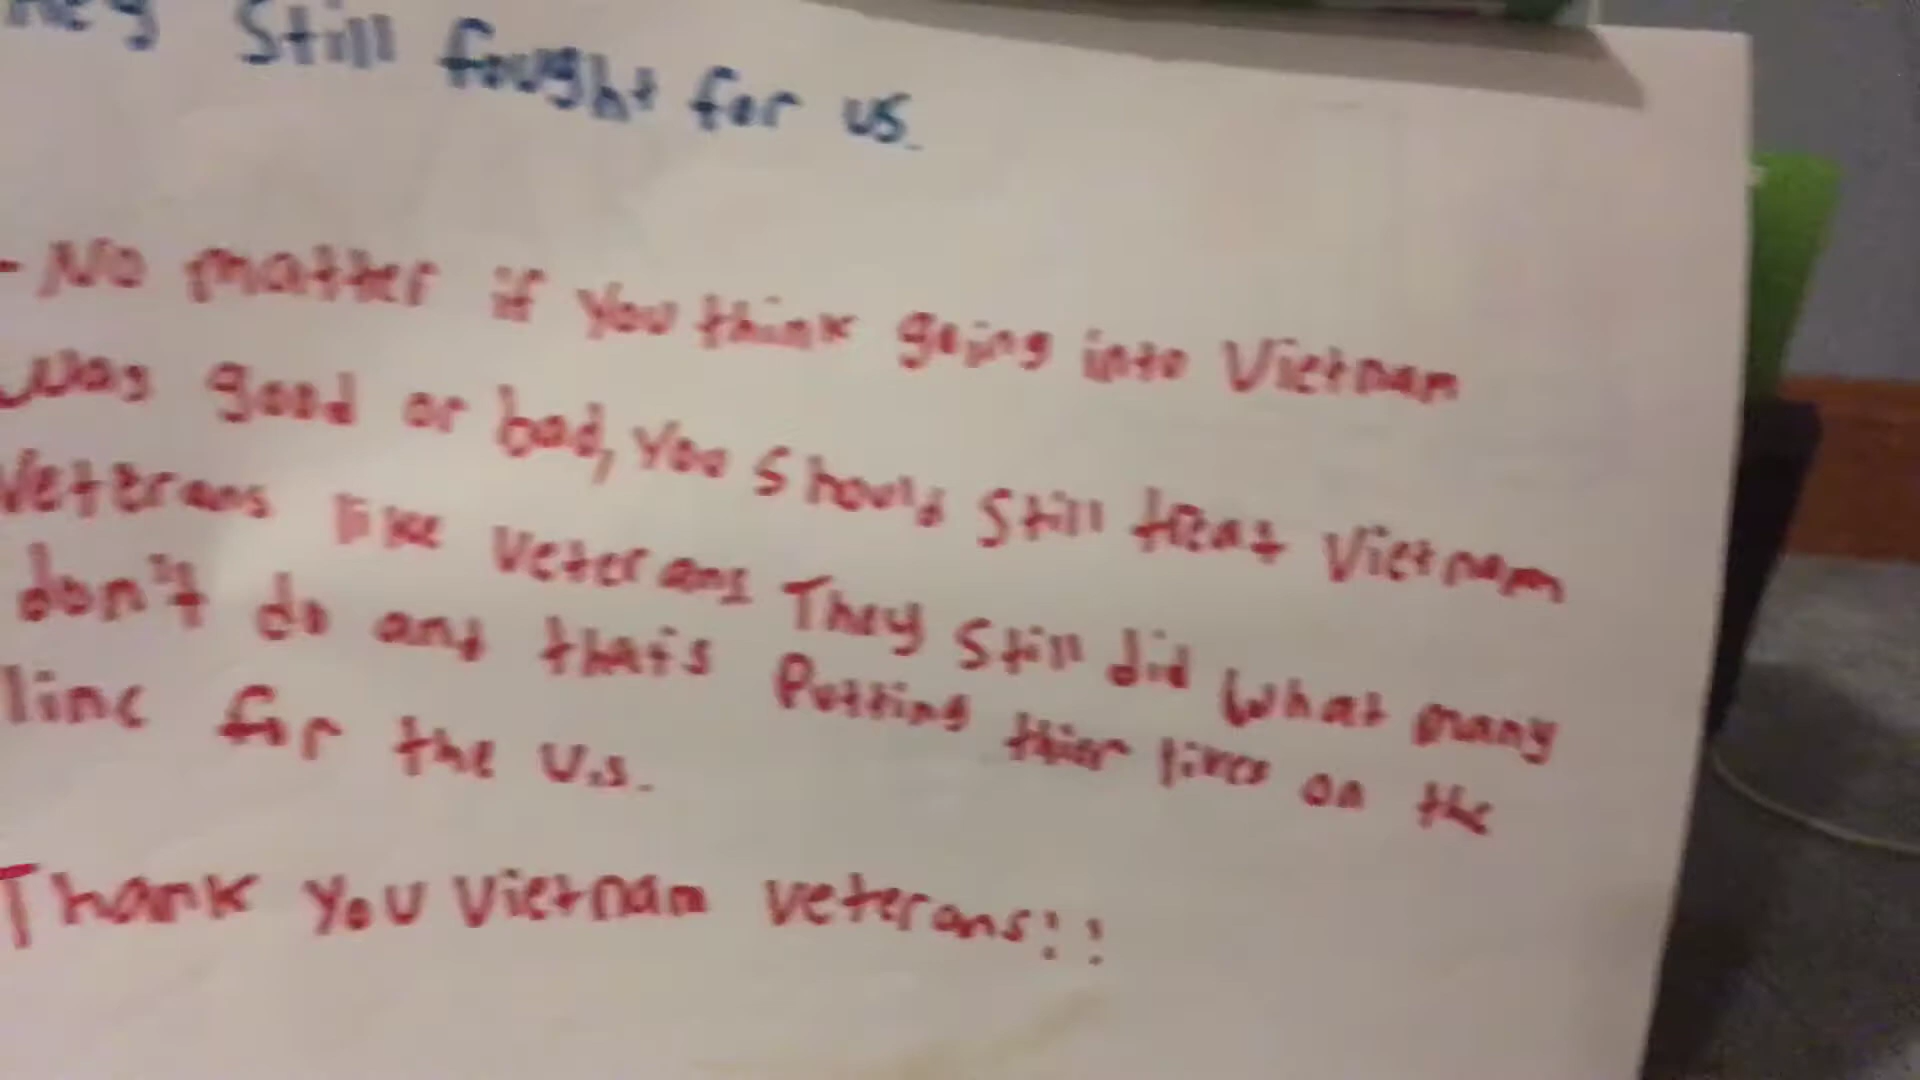 Still fought for us.
- No matter if you think going into Vietnam
was good or bad, you should still treat Vietnam
Veterans like veterans They still did what many
don't do and that's Putting thier lives on the
line for the U.S.
Thank you Vietnam veterans!!